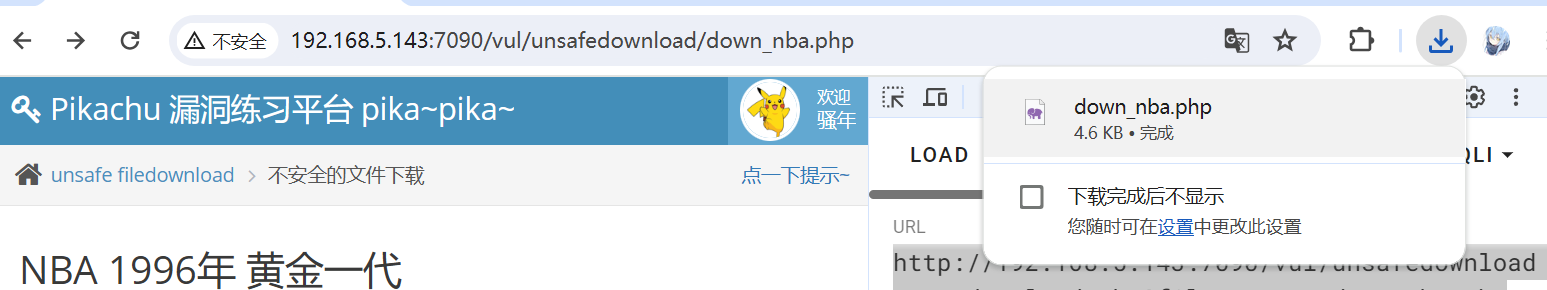 不安全 192.168.5.143:7090/vul/unsafedownload/down_nba.php
Pikachu 漏洞练习平台 pika~pika~
欢迎
骚年
unsafe filedownload > 不安全的文件下载
点一下提示~
NBA 1996年 黄金一代
down_nba.php
4.6 KB • 完成
下载完成后不显示
您随时可在设置中更改此设置
LOAD
QLI
URL
http://192.168.5.143:7090/vul/unsafedownload